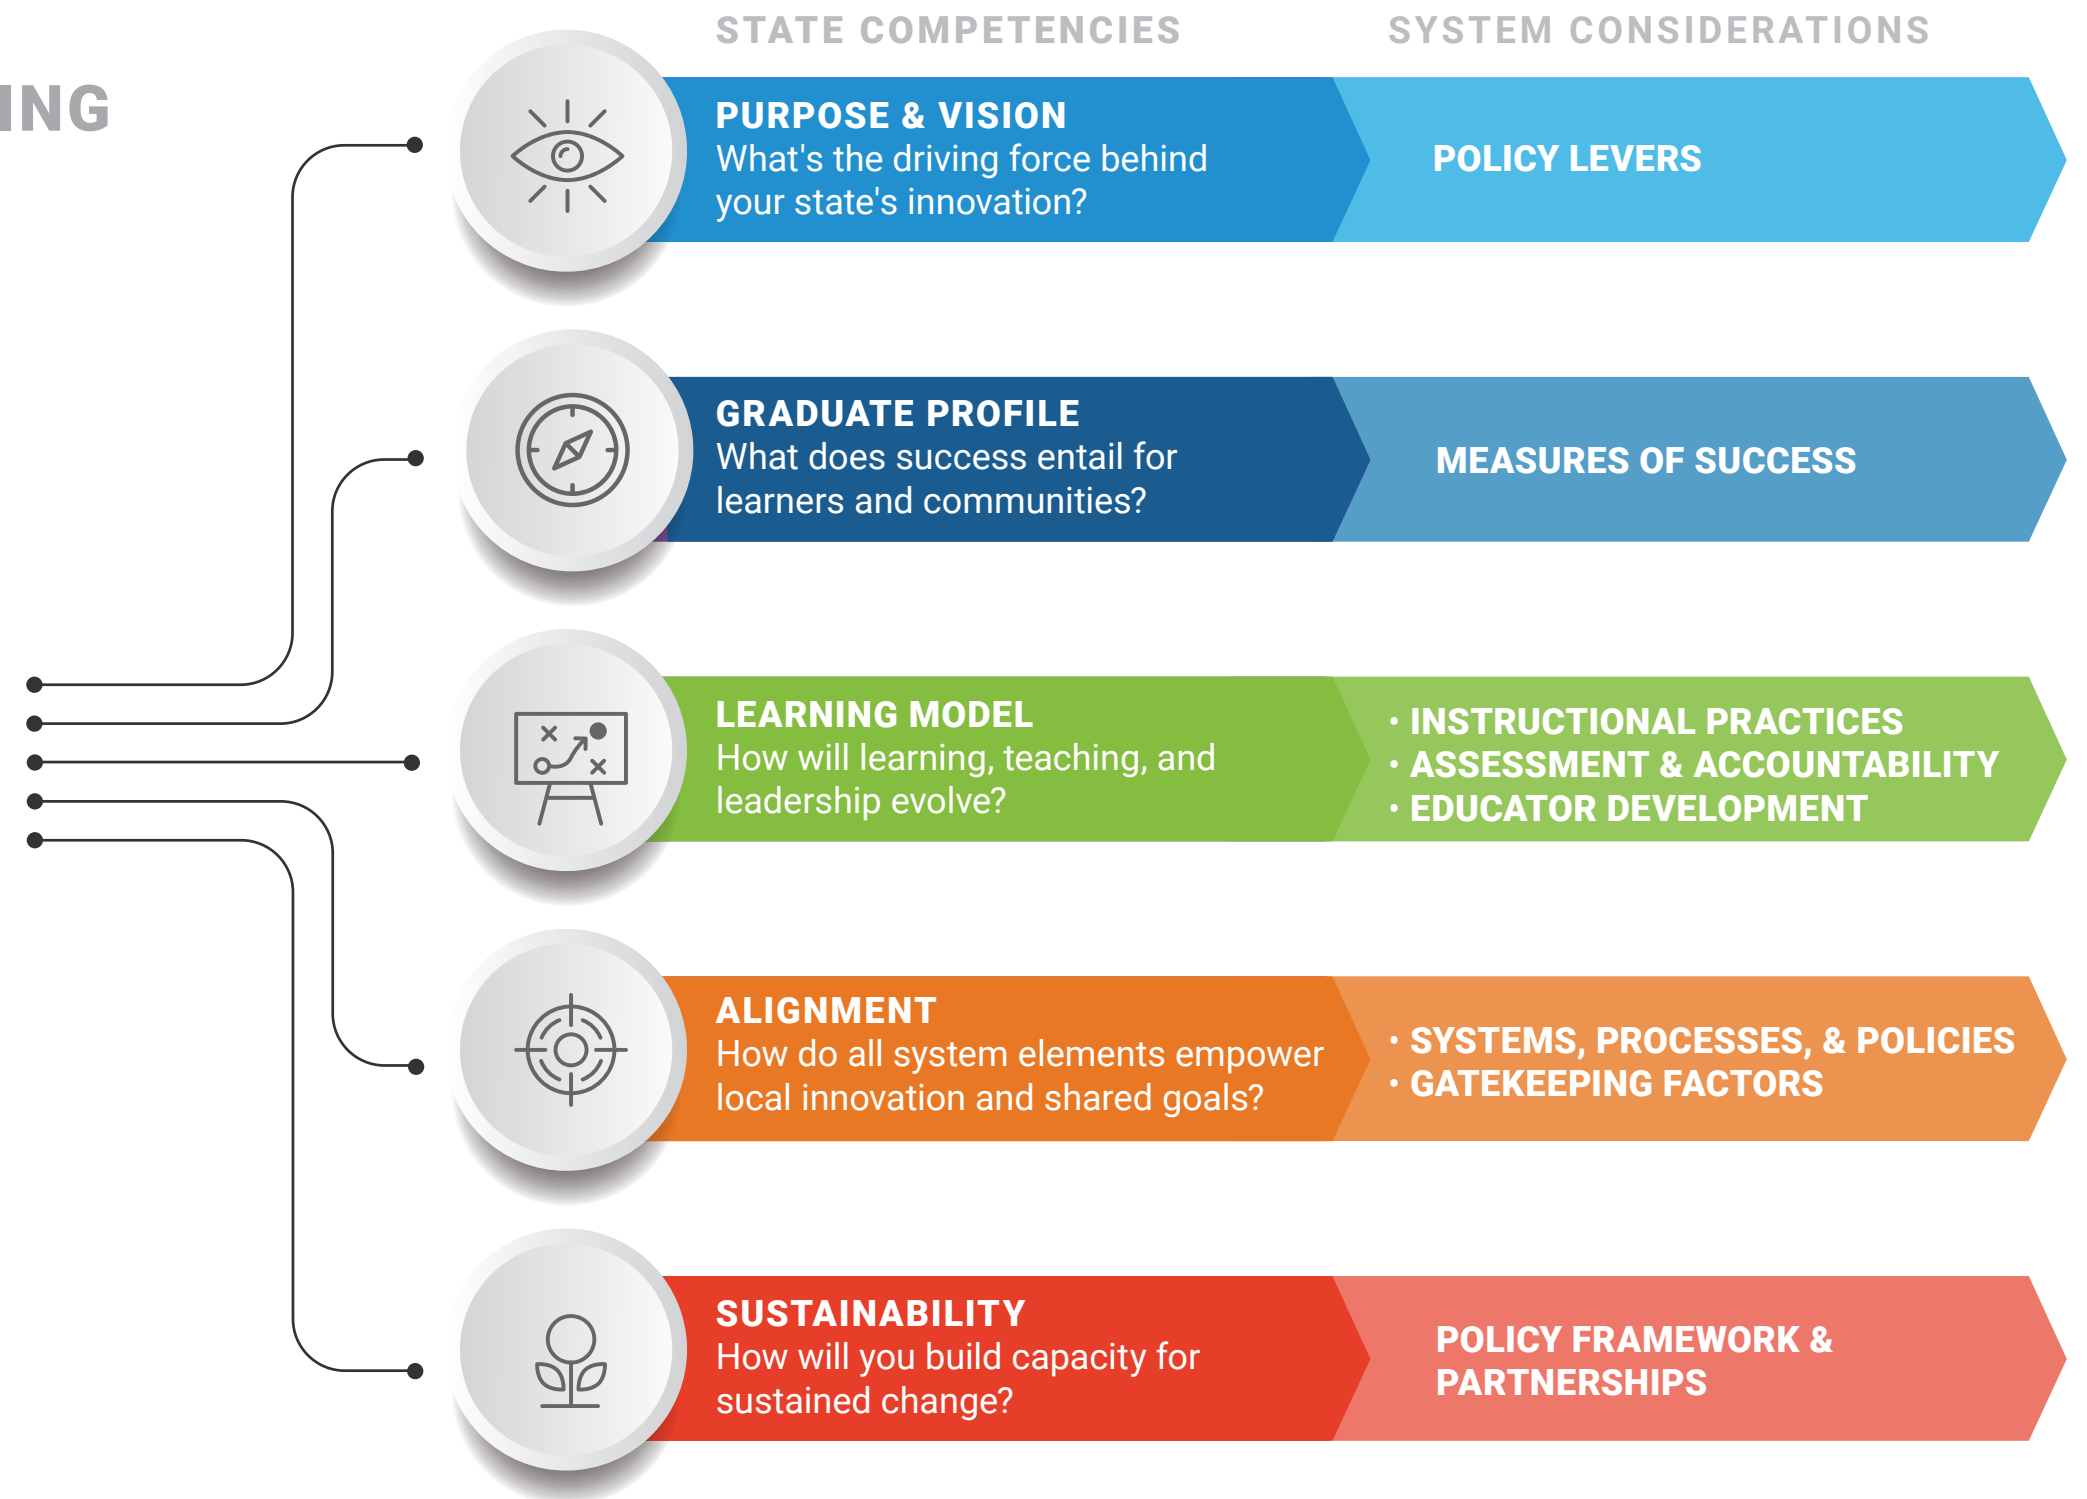 STATE COMPETENCIES
SYSTEM CONSIDERATIONS
ING
PURPOSE & VISION
What's the driving force behind
your state's innovation?
POLICY LEVERS
GRADUATE PROFILE
What does success entail for
learners and communities?
MEASURES OF SUCCESS
LEARNING MODEL
How will learning, teaching, and
leadership evolve?
• INSTRUCTIONAL PRACTICES
• ASSESSMENT & ACCOUNTABILITY
• EDUCATOR DEVELOPMENT
ALIGNMENT
How do all system elements empower
local innovation and shared goals?
• SYSTEMS, PROCESSES, & POLICIES
• GATEKEEPING FACTORS
SUSTAINABILITY
How will you build capacity for
sustained change?
POLICY FRAMEWORK &
PARTNERSHIPS